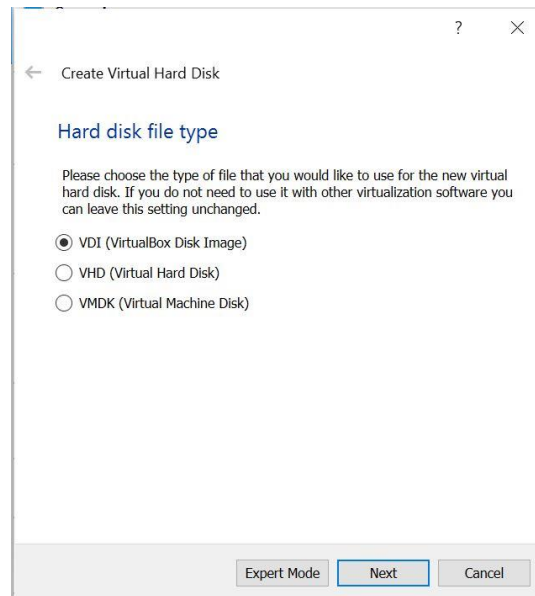 ?
Create Virtual Hard Disk
Hard disk file type
Please choose the type of file that you would like to use for the new virtual
hard disk. If you do not need to use it with other virtualization software you
can leave this setting unchanged.
VDI (VirtualBox Disk Image)
VHD (Virtual Hard Disk)
VMDK (Virtual Machine Disk)
Expert Mode Next Cancel